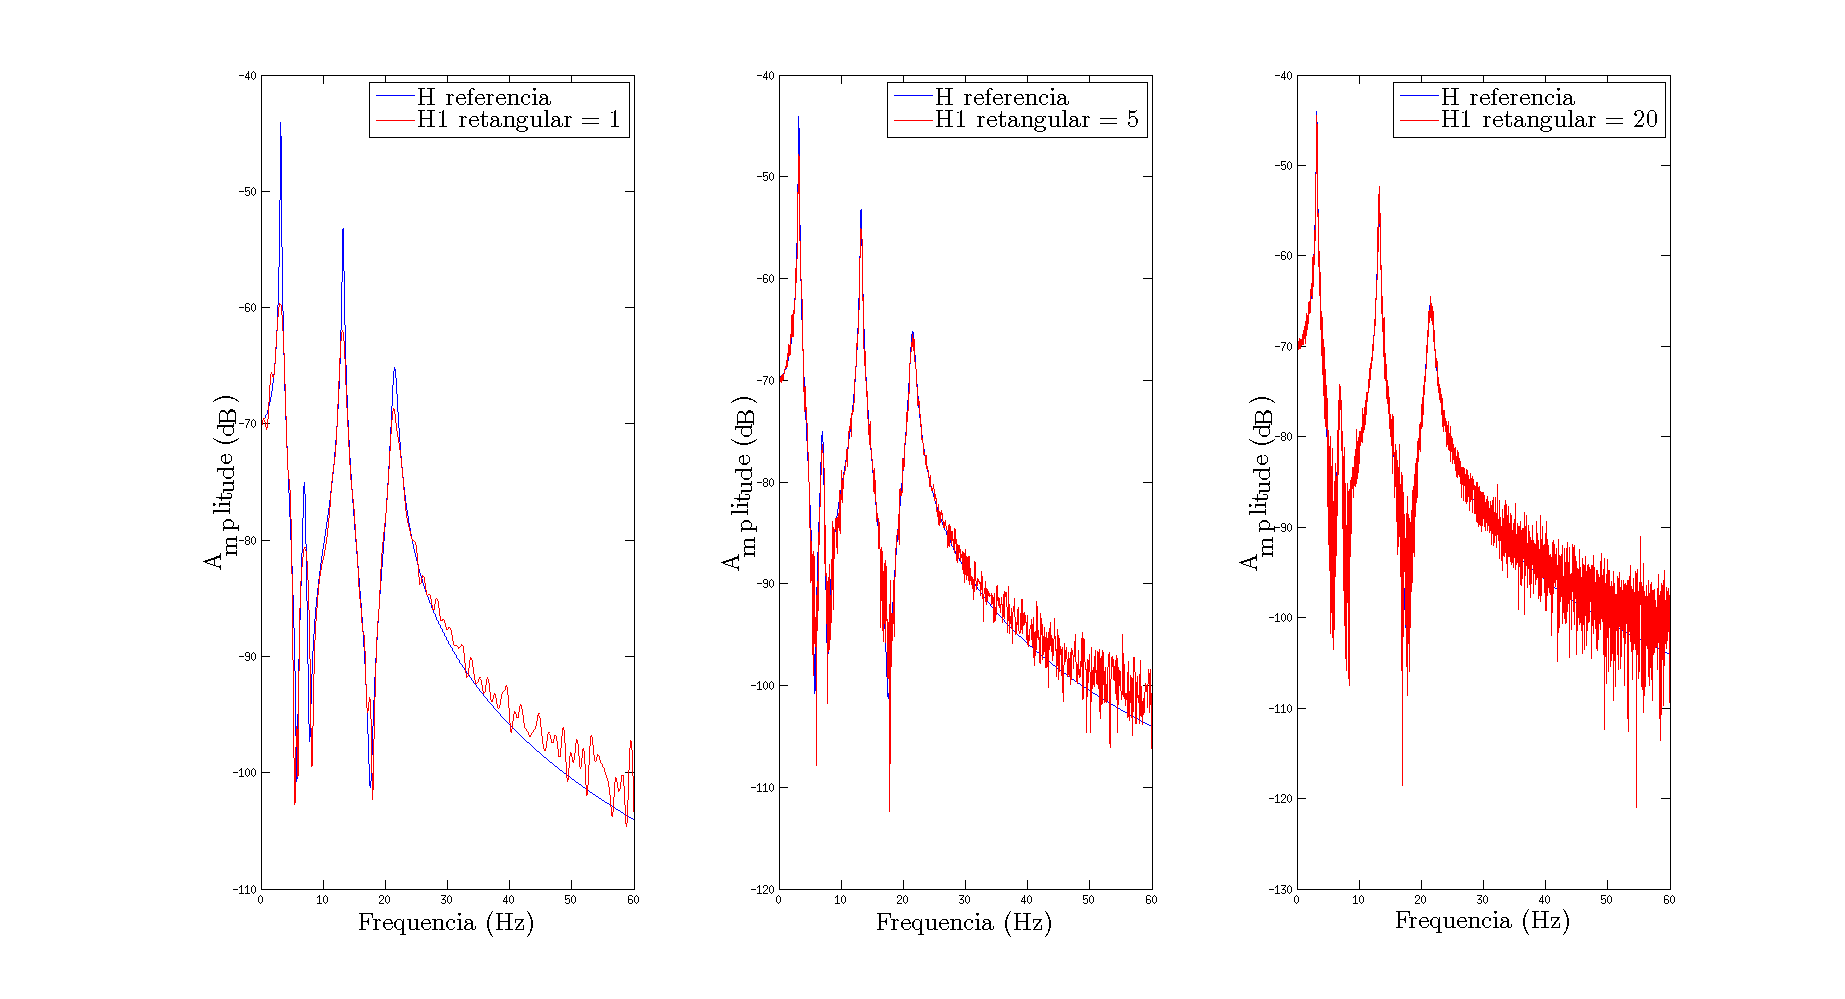 H referencia
H1 retangular = 1
-40
-50
-60
-70
-80
-90
-100
-110
0 10 20 30 40 50 60
Amplitude (dB)
Frequencia (Hz)
H referencia
H1 retangular = 5
-40
-50
-60
-70
-80
-90
-100
-110
-120
0 10 20 30 40 50 60
Amplitude (dB)
Frequencia (Hz)
H referencia
H1 retangular = 20
-40
-50
-60
-70
-80
-90
-100
-110
-120
-130
0 10 20 30 40 50 60
Amplitude (dB)
Frequencia (Hz)